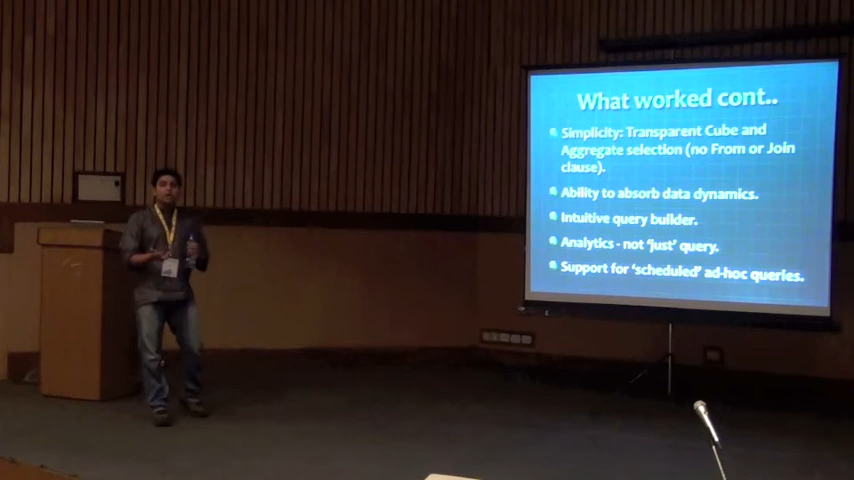 What worked cont..
Simplicity: Transparent Cube and
Aggregate selection (no From or Join
clause).
Ability to absorb data dynamics.
Intuitive query builder.
Analytics - not 'just' query.
Support for 'scheduled' ad-hoc queries.